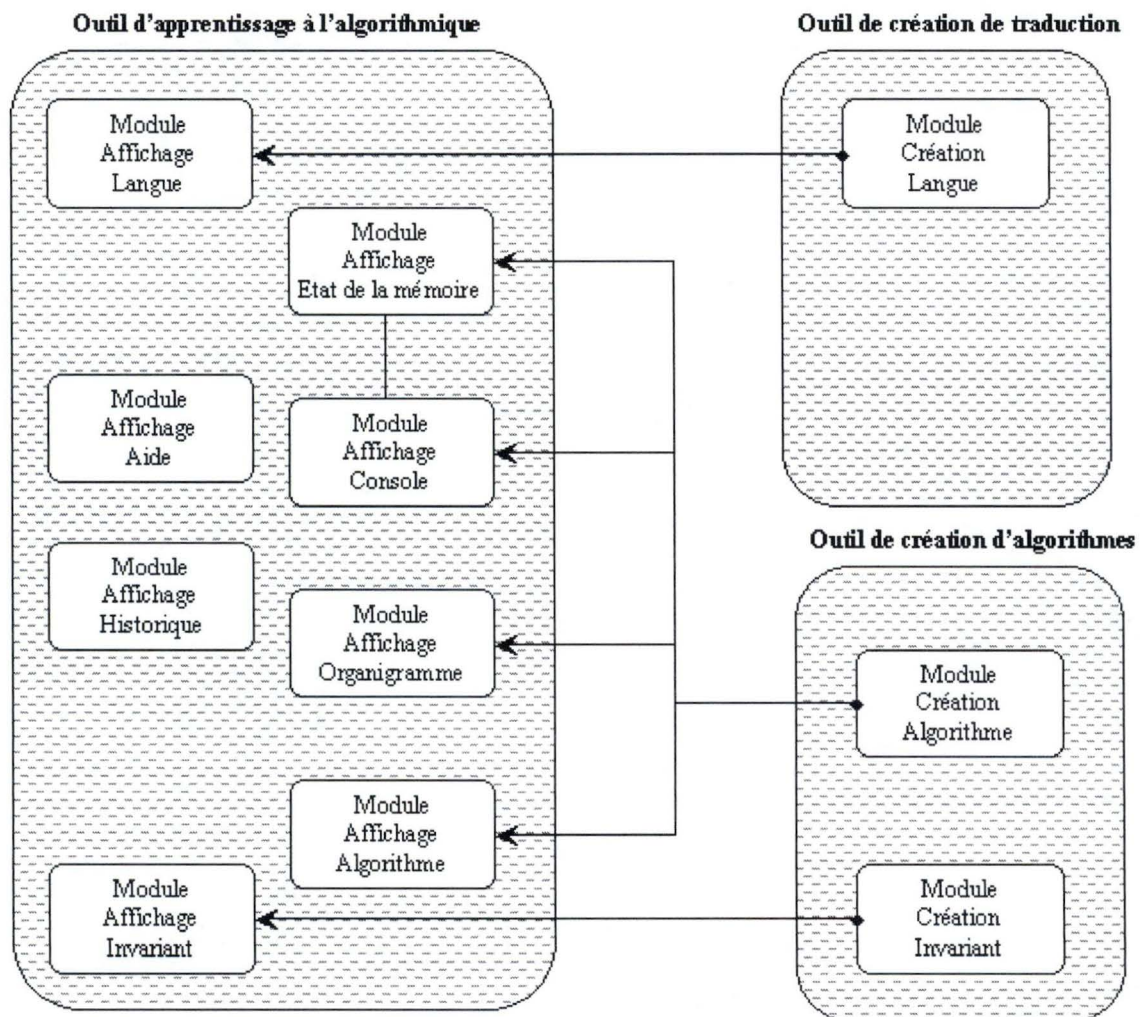 Outil d'apprentissage à l'algorithmique
Outil de création de traduction
Module
Affichage
Langue
Module
Création
Langue
Module
Affichage
Etat de la mémoire
Module
Affichage
Aide
Module
Affichage
Console
Outil de création d'algorithmes
Module
Affichage
Historique
Module
Affichage
Organigramme
Module
Création
Algorithme
Module
Affichage
Algorithme
Module
Affichage
Invariant
Module
Création
Invariant